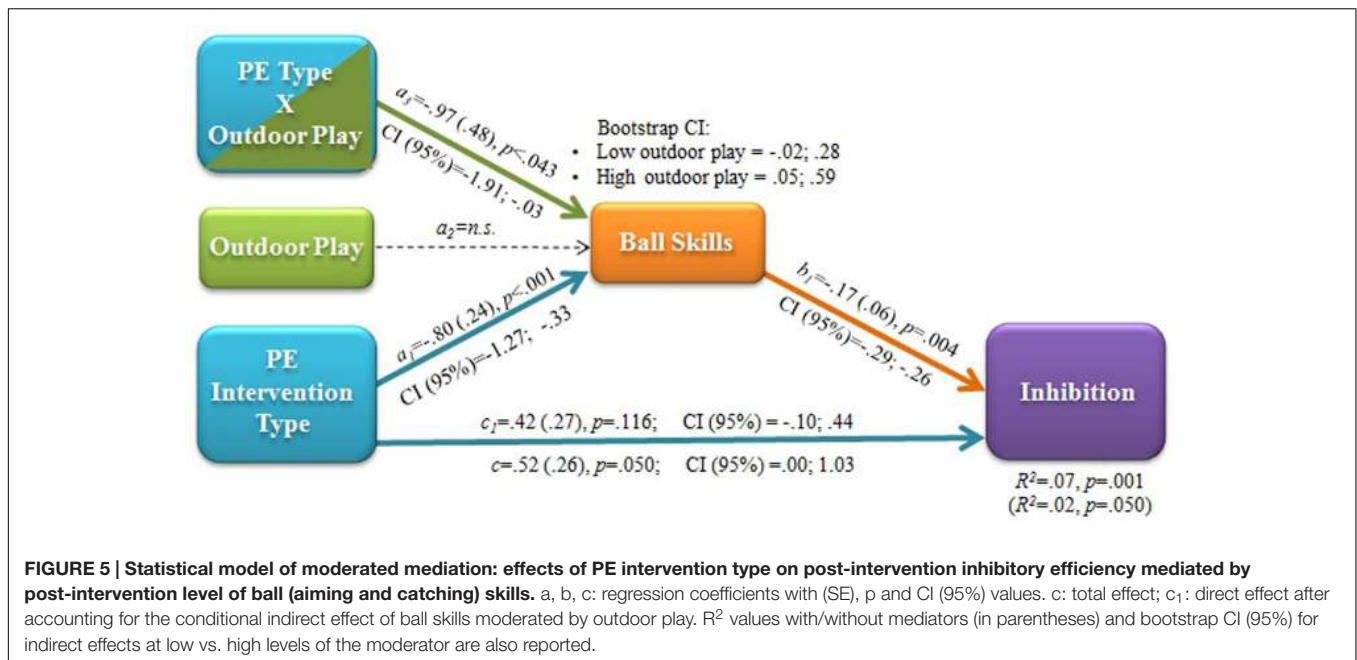 PE Type
X
Outdoor Play
a3=-.97 (.48), p<.043
CI (95%)=-1.91; -.03
Bootstrap CI:
• Low outdoor play = -.02; .28
• High outdoor play = .05; .59
Outdoor Play
a2=n.s.
Ball Skills
PE
Intervention
Type
a1=-.80 (.24), p<.001
CI (95%)=-1.27; -.33
b1=-.17 (.06), p=.004
CI (95%)=-.29; -.26
Inhibition
c1=.42 (.27), p=.116; CI (95%) = -.10; .44
c=.52 (.26), p=.050; CI (95%) =.00; 1.03
R²=.07, p=.001
(R²=.02, p=.050)
FIGURE 5 | Statistical model of moderated mediation: effects of PE intervention type on post-intervention inhibitory efficiency mediated by
post-intervention level of ball (aiming and catching) skills. a, b, c: regression coefficients with (SE), p and CI (95%) values. c: total effect; c₁: direct effect after
accounting for the conditional indirect effect of ball skills moderated by outdoor play. R² values with/without mediators (in parentheses) and bootstrap CI (95%) for
indirect effects at low vs. high levels of the moderator are also reported.